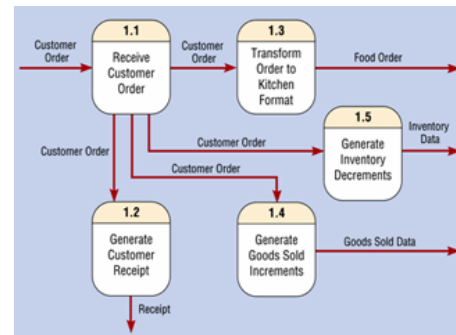 1.1
Receive
Customer
Order
1.3
Transform
Order to
Kitchen
Format
Customer
Order
Customer
Order
Food Order
1.5
Generate
Inventory
Decrements
Inventory
Data
Customer Order
Customer Order
Customer Order
1.2
Generate
Customer
Receipt
1.4
Generate
Goods Sold
Increments
Goods Sold Data
Receipt